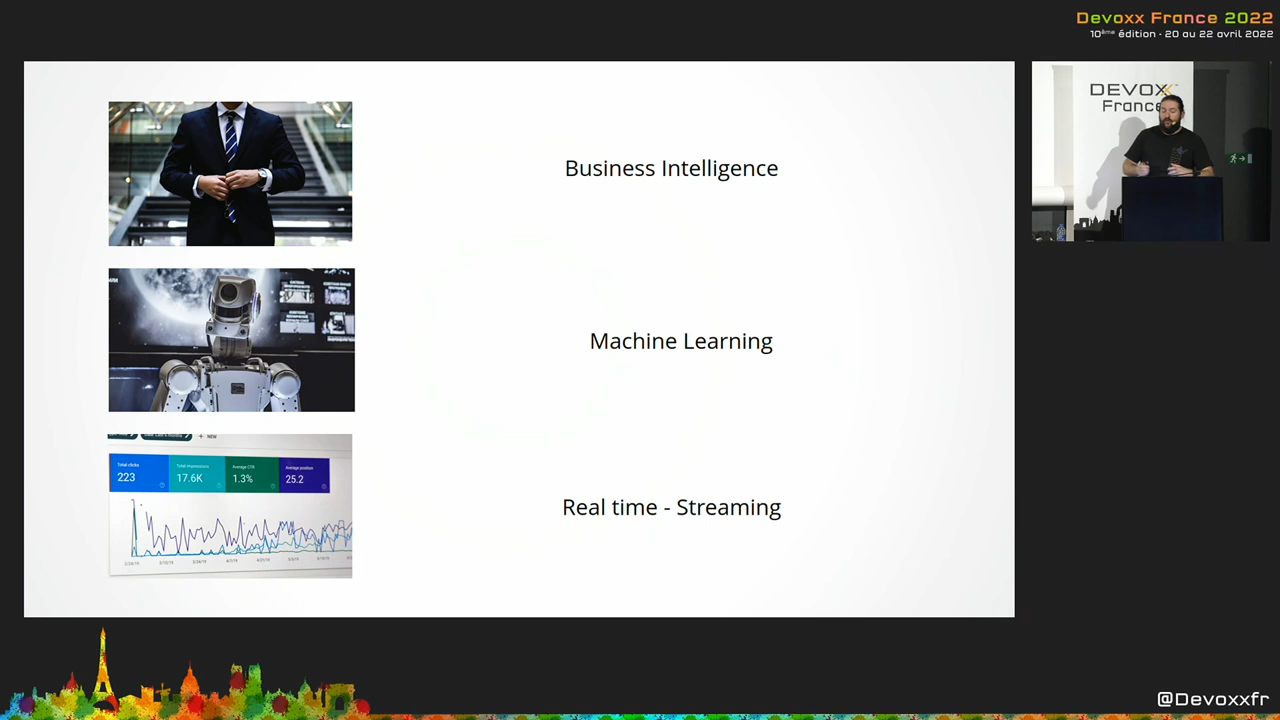 Devoxx France 2022
10ème édition - 20 au 22 avril 2022
DEVOXX
France
Business Intelligence
Machine Learning
+ NEW
Total clicks
223
Total impressions
17.6K
Average CTR
1.3%
Average position
25.2
Real time - Streaming
@Devoxxfr